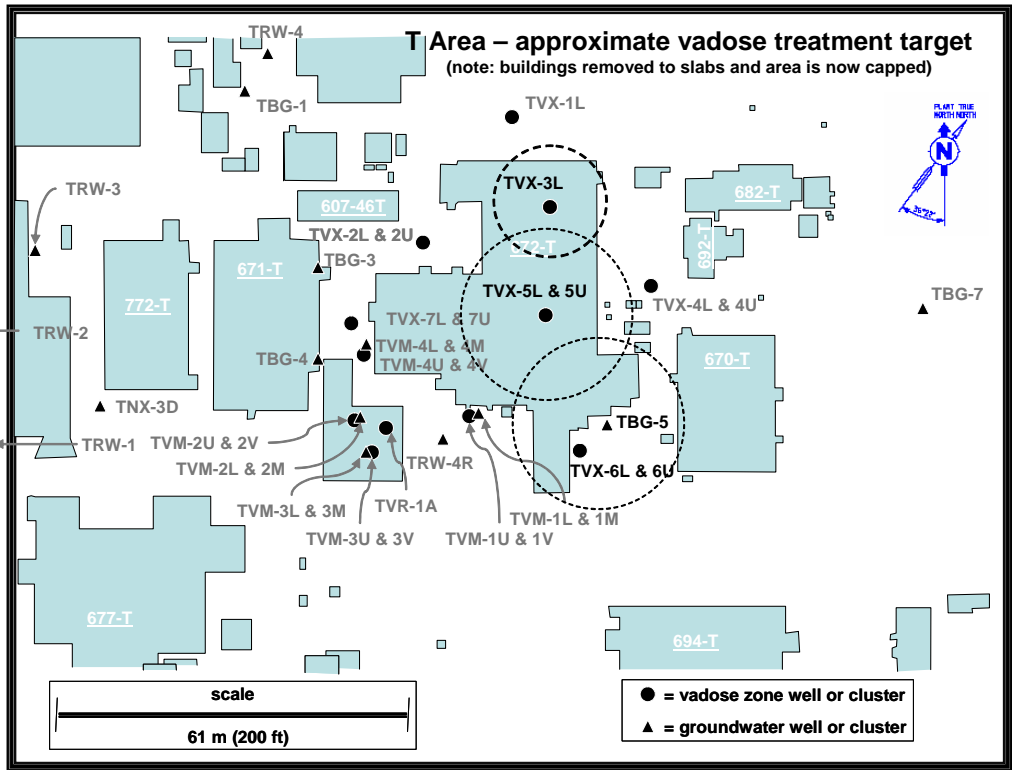 T Area – approximate vadose treatment target
(note: buildings removed to slabs and area is now capped)
TRW-4
TBG-1
TVX-1L
PLANT TRUE
NORTH NORTH
N
36°22'
TRW-3
607-46T
TVX-3L
682-T
TVX-2L & 2U
672-T
692-T
671-T
TBG-3
772-T
TVX-5L & 5U
TVX-4L & 4U
TBG-7
TRW-2
TVX-7L & 7U
TVM-4L & 4M
TBG-4
TVM-4U & 4V
670-T
TNX-3D
TBG-5
TRW-1
TVM-2U & 2V
TVM-2L & 2M
TRW-4R
TVX-6L & 6U
TVM-3L & 3M
TVR-1A
TVM-1L & 1M
TVM-3U & 3V
TVM-1U & 1V
677-T
694-T
scale
61 m (200 ft)
= vadose zone well or cluster
= groundwater well or cluster